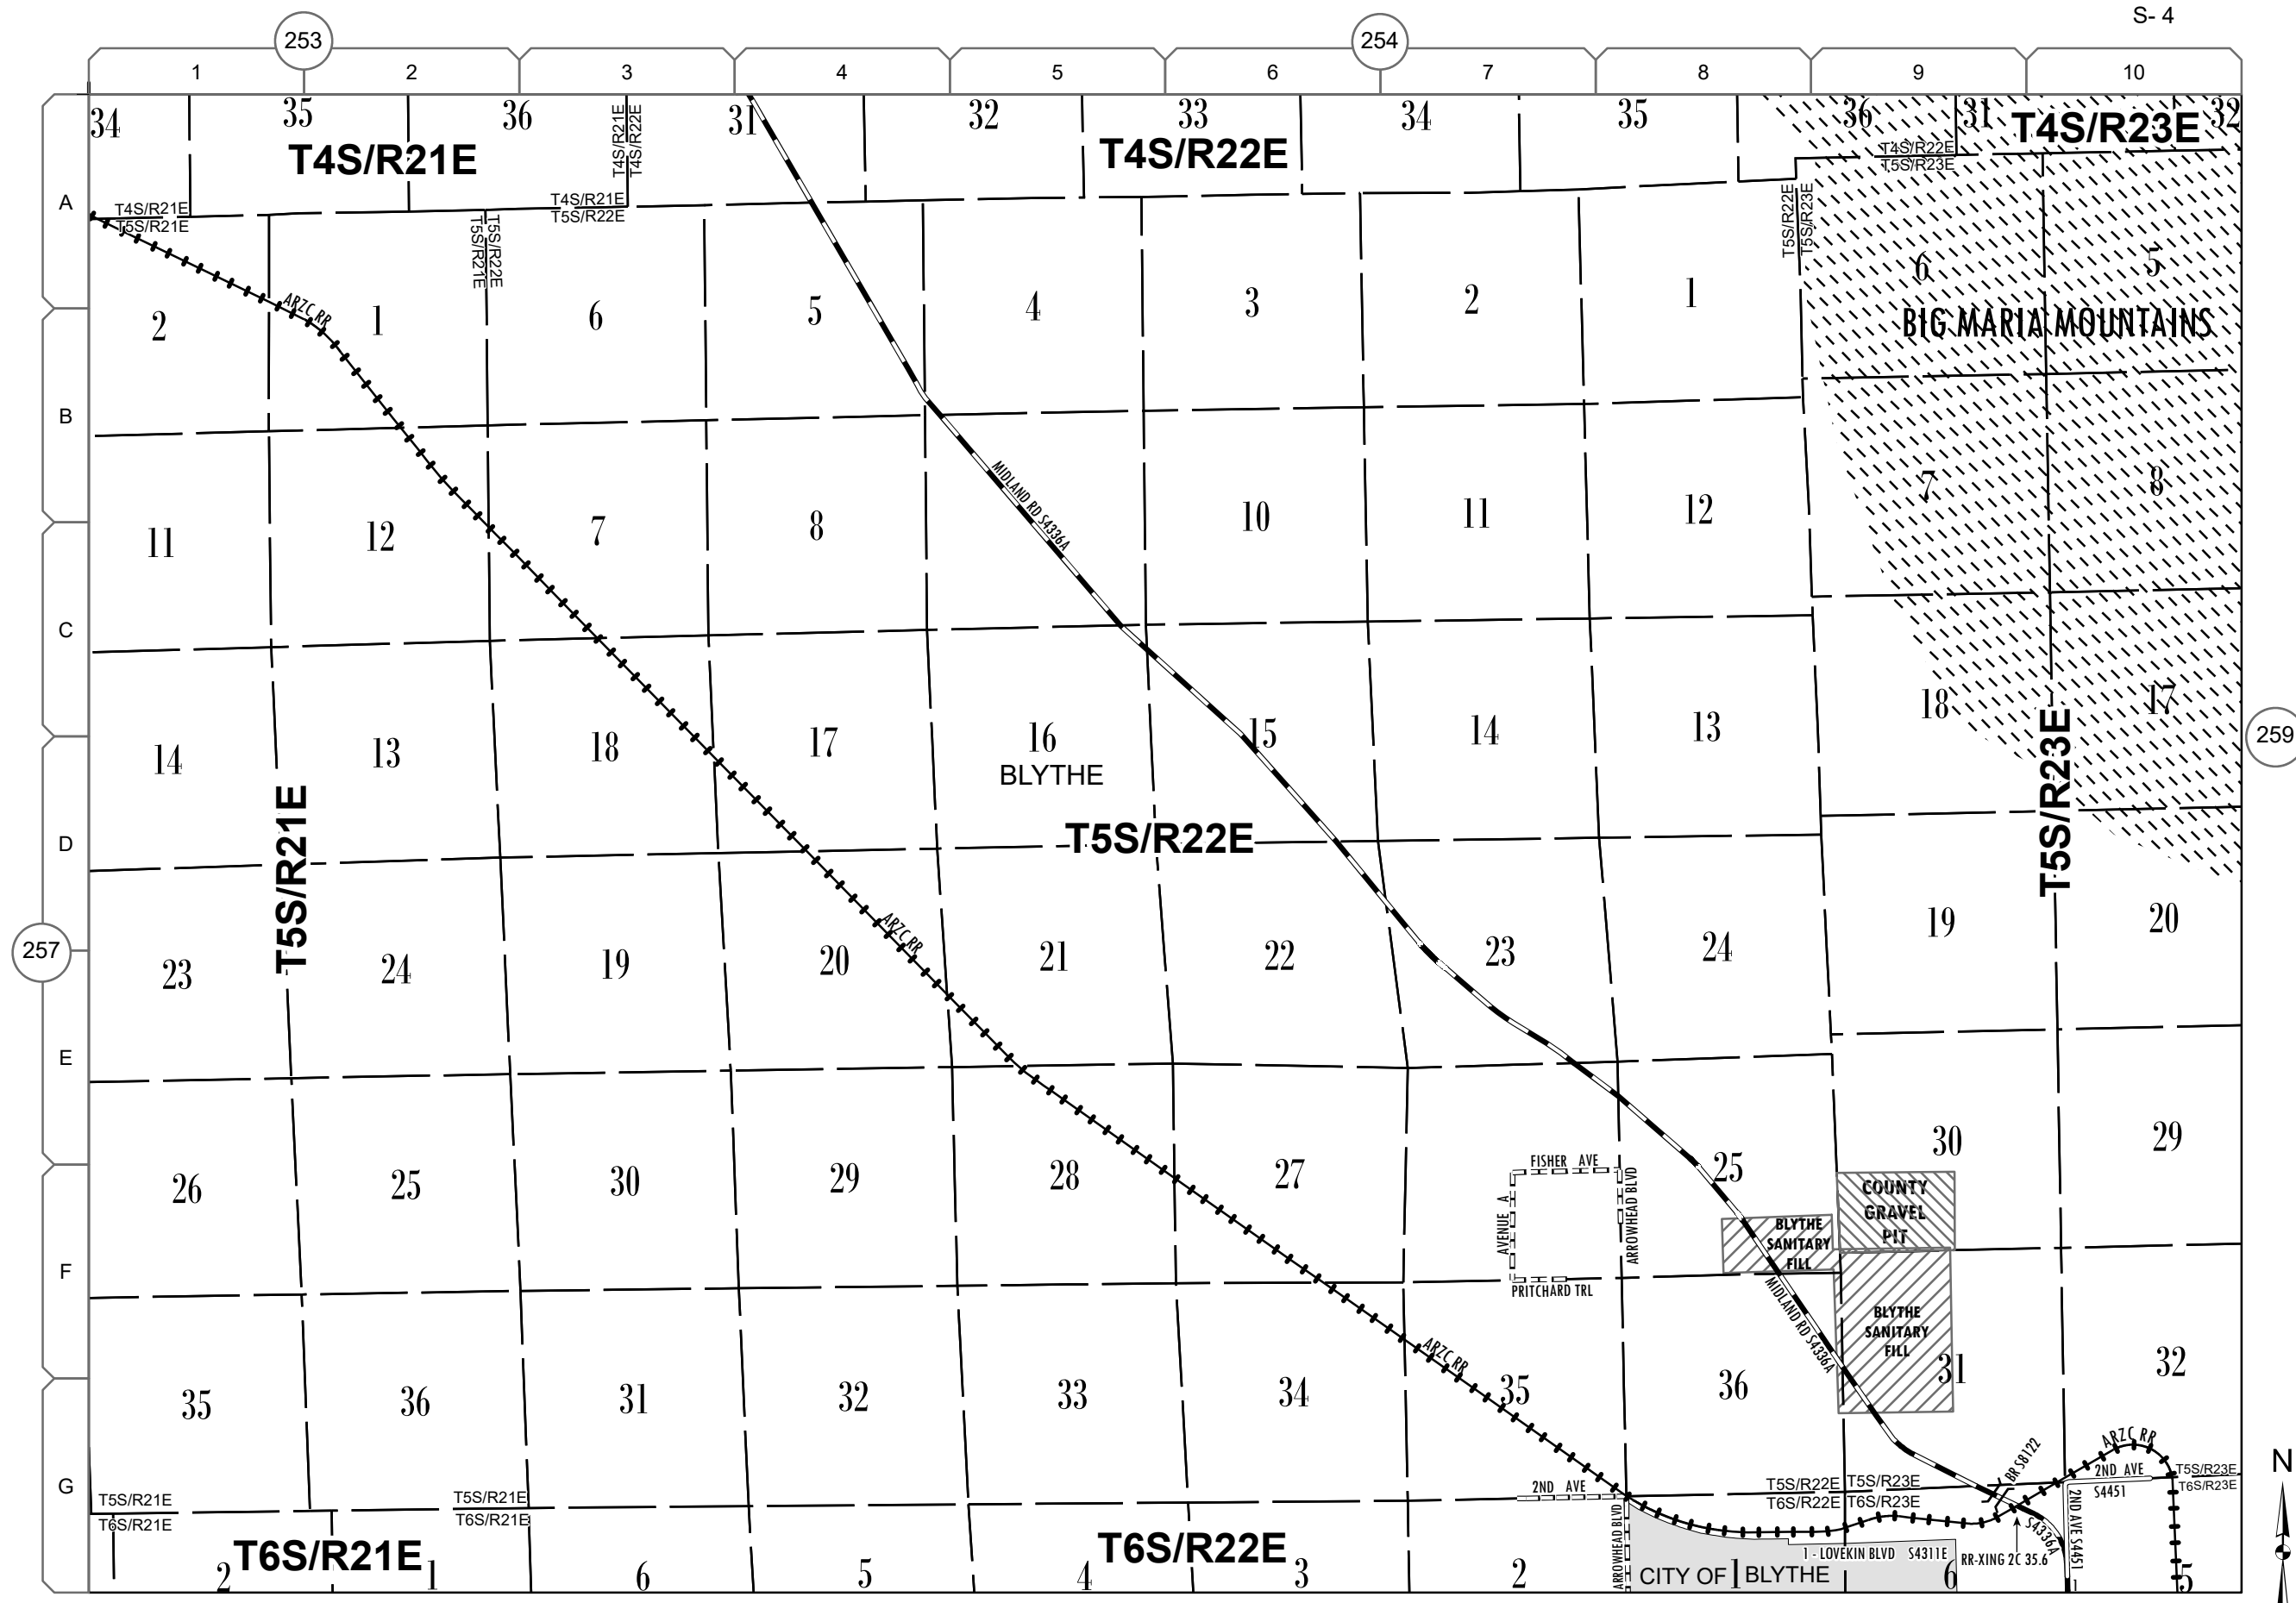 S- 4
253
254
1 2 3 4 5 6 7 8 9 10
34 35 36 31 32 33 34 35 36 31 32
T4S/R21E
T4S/R22E
T4S/R23E
T4S/R21E
T4S/R22E
T4S/R22E
T5S/R23E
A
T4S/R21E
T5S/R21E
T4S/R21E
T5S/R22E
T5S/R21E
T5S/R22E
T5S/R22E
T5S/R23E
ARZC RR
2 1 6 5 4 3 2 1 6 5
BIG MARIA MOUNTAINS
B
MIDLAND RD S4336A
11 12 7 8 10 11 12 7 8
C
14 13 18 17 16 15 14 13 18 17
BLYTHE
259
D
T5S/R21E
T5S/R22E
T5S/R23E
257
ARZC RR
23 24 19 20 21 22 23 24 19 20
E
26 25 30 29 28 27 25 30 29
FISHER AVE
AVENUE A
ARROWHEAD BLVD
PRITCHARD TRL
COUNTY
GRAVEL
PIT
BLYTHE
SANITARY
FILL
F
MIDLAND RD S4336A
BLYTHE
SANITARY
FILL
ARZC RR
35 36 31 32 33 34 35 36 31 32
G
T5S/R21E
T6S/R21E
T5S/R21E
T6S/R21E
2ND AVE
T5S/R22E
T6S/R22E
T5S/R23E
T6S/R23E
BR S8122
ARZC RR
2ND AVE
S4451
T5S/R23E
T6S/R23E
N
T6S/R21E
T6S/R22E
ARROWHEAD BLVD
1 - LOVEKIN BLVD S4311E
RR-XING 2C 35.6
S4336A
2ND AVE S4451
1
CITY OF BLYTHE
2 1 6 5 4 3 2 1 6 5